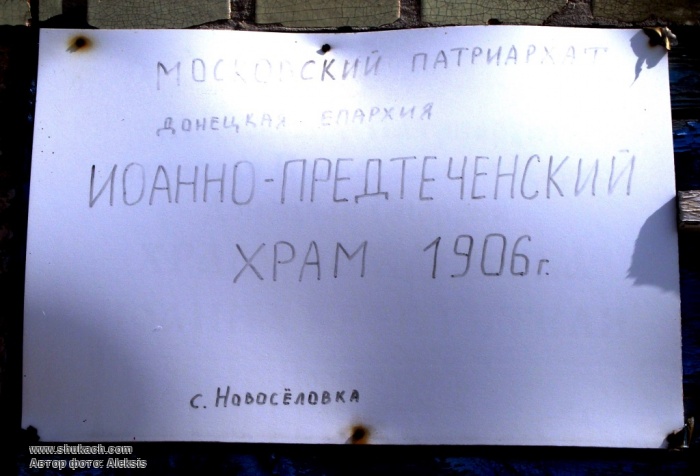 МОСКОВСКИЙ ПАТРИАРХАТ
ДОНЕЦКАЯ ЕПАРХИЯ
ИОАННО-ПРЕДТЕЧЕНСКИЙ
ХРАМ 1906г.
с. Новосёловка
www.shukach.com
Автор фото: Aleksis